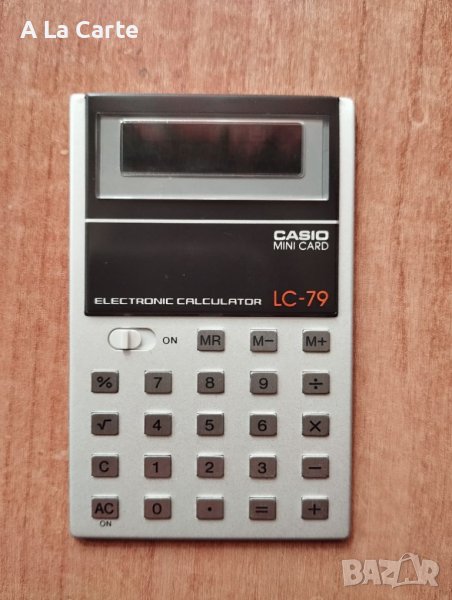 A La Carte
CASIO
MINI CARD
ELECTRONIC CALCULATOR LC-79
ON MR M− M+
% 7 8 9 ÷
√ 4 5 6 ×
C 1 2 3 −
AC 0 · = +
ON
BAZAR